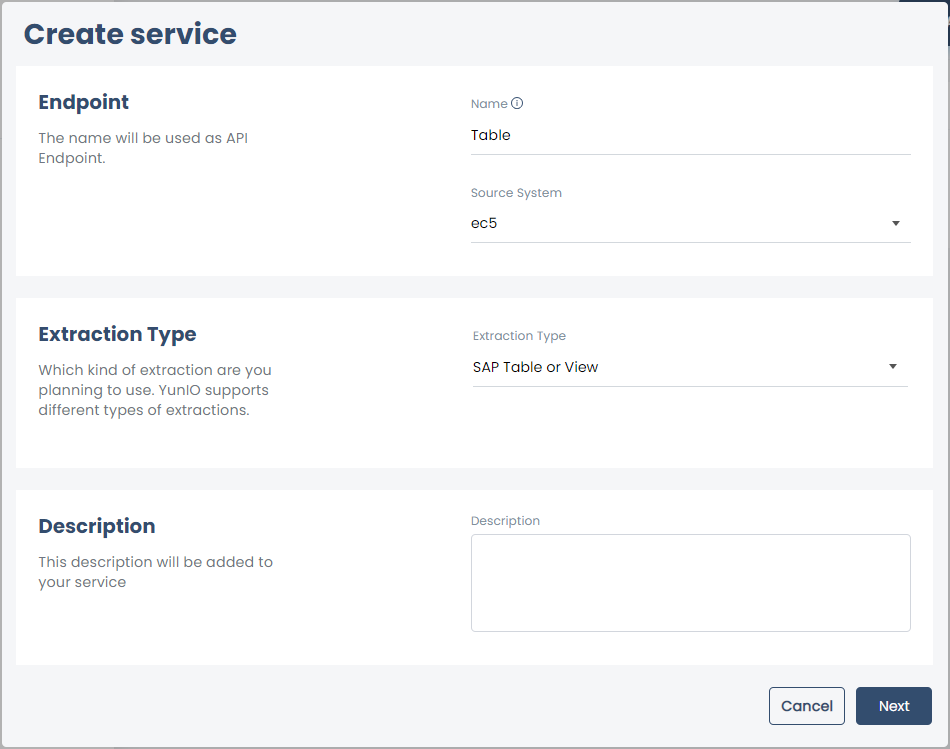 Create service
Endpoint
The name will be used as API
Endpoint.
Name
Table
Source System
ec5
Extraction Type
Which kind of extraction are you
planning to use. YunIO supports
different types of extractions.
Extraction Type
SAP Table or View
Description
This description will be added to
your service
Description
Cancel
Next